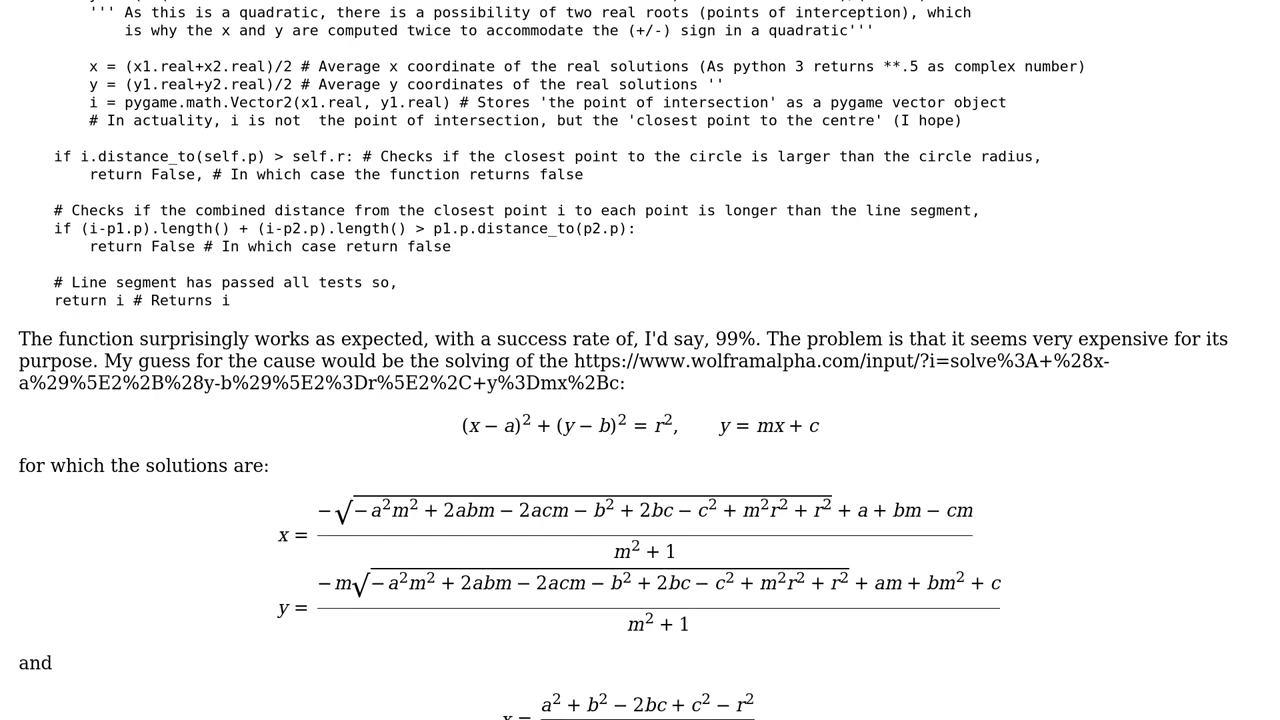 ''' As this is a quadratic, there is a possibility of two real roots (points of interception), which
is why the x and y are computed twice to accommodate the (+/-) sign in a quadratic'''
x = (x1.real+x2.real)/2 # Average x coordinate of the real solutions (As python 3 returns **.5 as complex number)
y = (y1.real+y2.real)/2 # Average y coordinates of the real solutions ''
i = pygame.math.Vector2(x1.real, y1.real) # Stores 'the point of intersection' as a pygame vector object
# In actuality, i is not  the point of intersection, but the 'closest point to the centre' (I hope)
if i.distance_to(self.p) > self.r: # Checks if the closest point to the circle is larger than the circle radius,
return False, # In which case the function returns false
# Checks if the combined distance from the closest point i to each point is longer than the line segment,
if (i-p1.p).length() + (i-p2.p).length() > p1.p.distance_to(p2.p):
return False # In which case return false
# Line segment has passed all tests so,
return i # Returns i
The function surprisingly works as expected, with a success rate of, I'd say, 99%. The problem is that it seems very expensive for its
purpose. My guess for the cause would be the solving of the https://www.wolframalpha.com/input/?i=solve%3A+%28x-
a%29%5E2%2B%28y-b%29%5E2%3Dr%5E2%2C+y%3Dmx%2Bc:
(x − a)² + (y − b)² = r², y = mx + c
for which the solutions are:
x = (−√(−a²m² + 2abm − 2acm − b² + 2bc − c² + m²r² + r²) + a + bm − cm) / (m² + 1)
y = (−m√(−a²m² + 2abm − 2acm − b² + 2bc − c² + m²r² + r²) + am + bm² + c) / (m² + 1)
and
x = a² + b² − 2bc + c² − r²